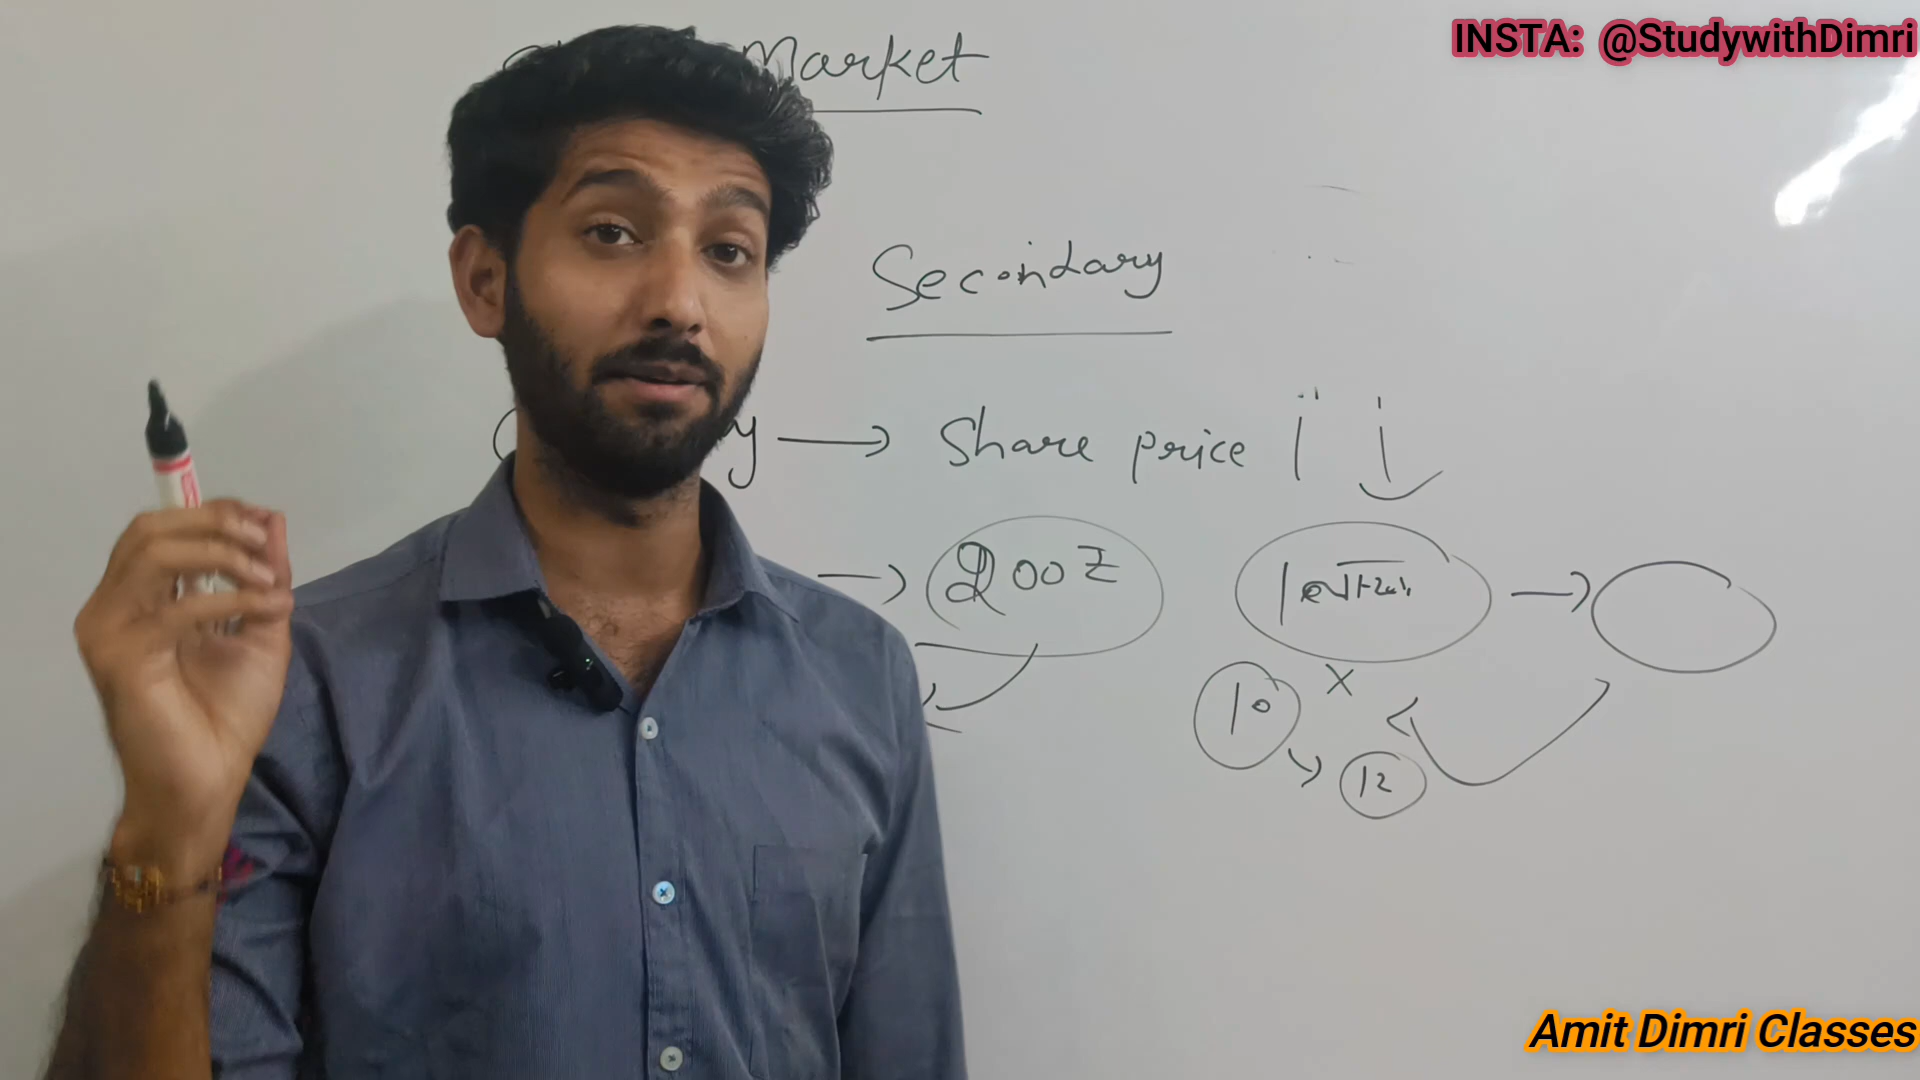 INSTA: @StudywithDimri
Market
Secondary
y → Share price
→ 200₹
10
12
Amit Dimri Classes